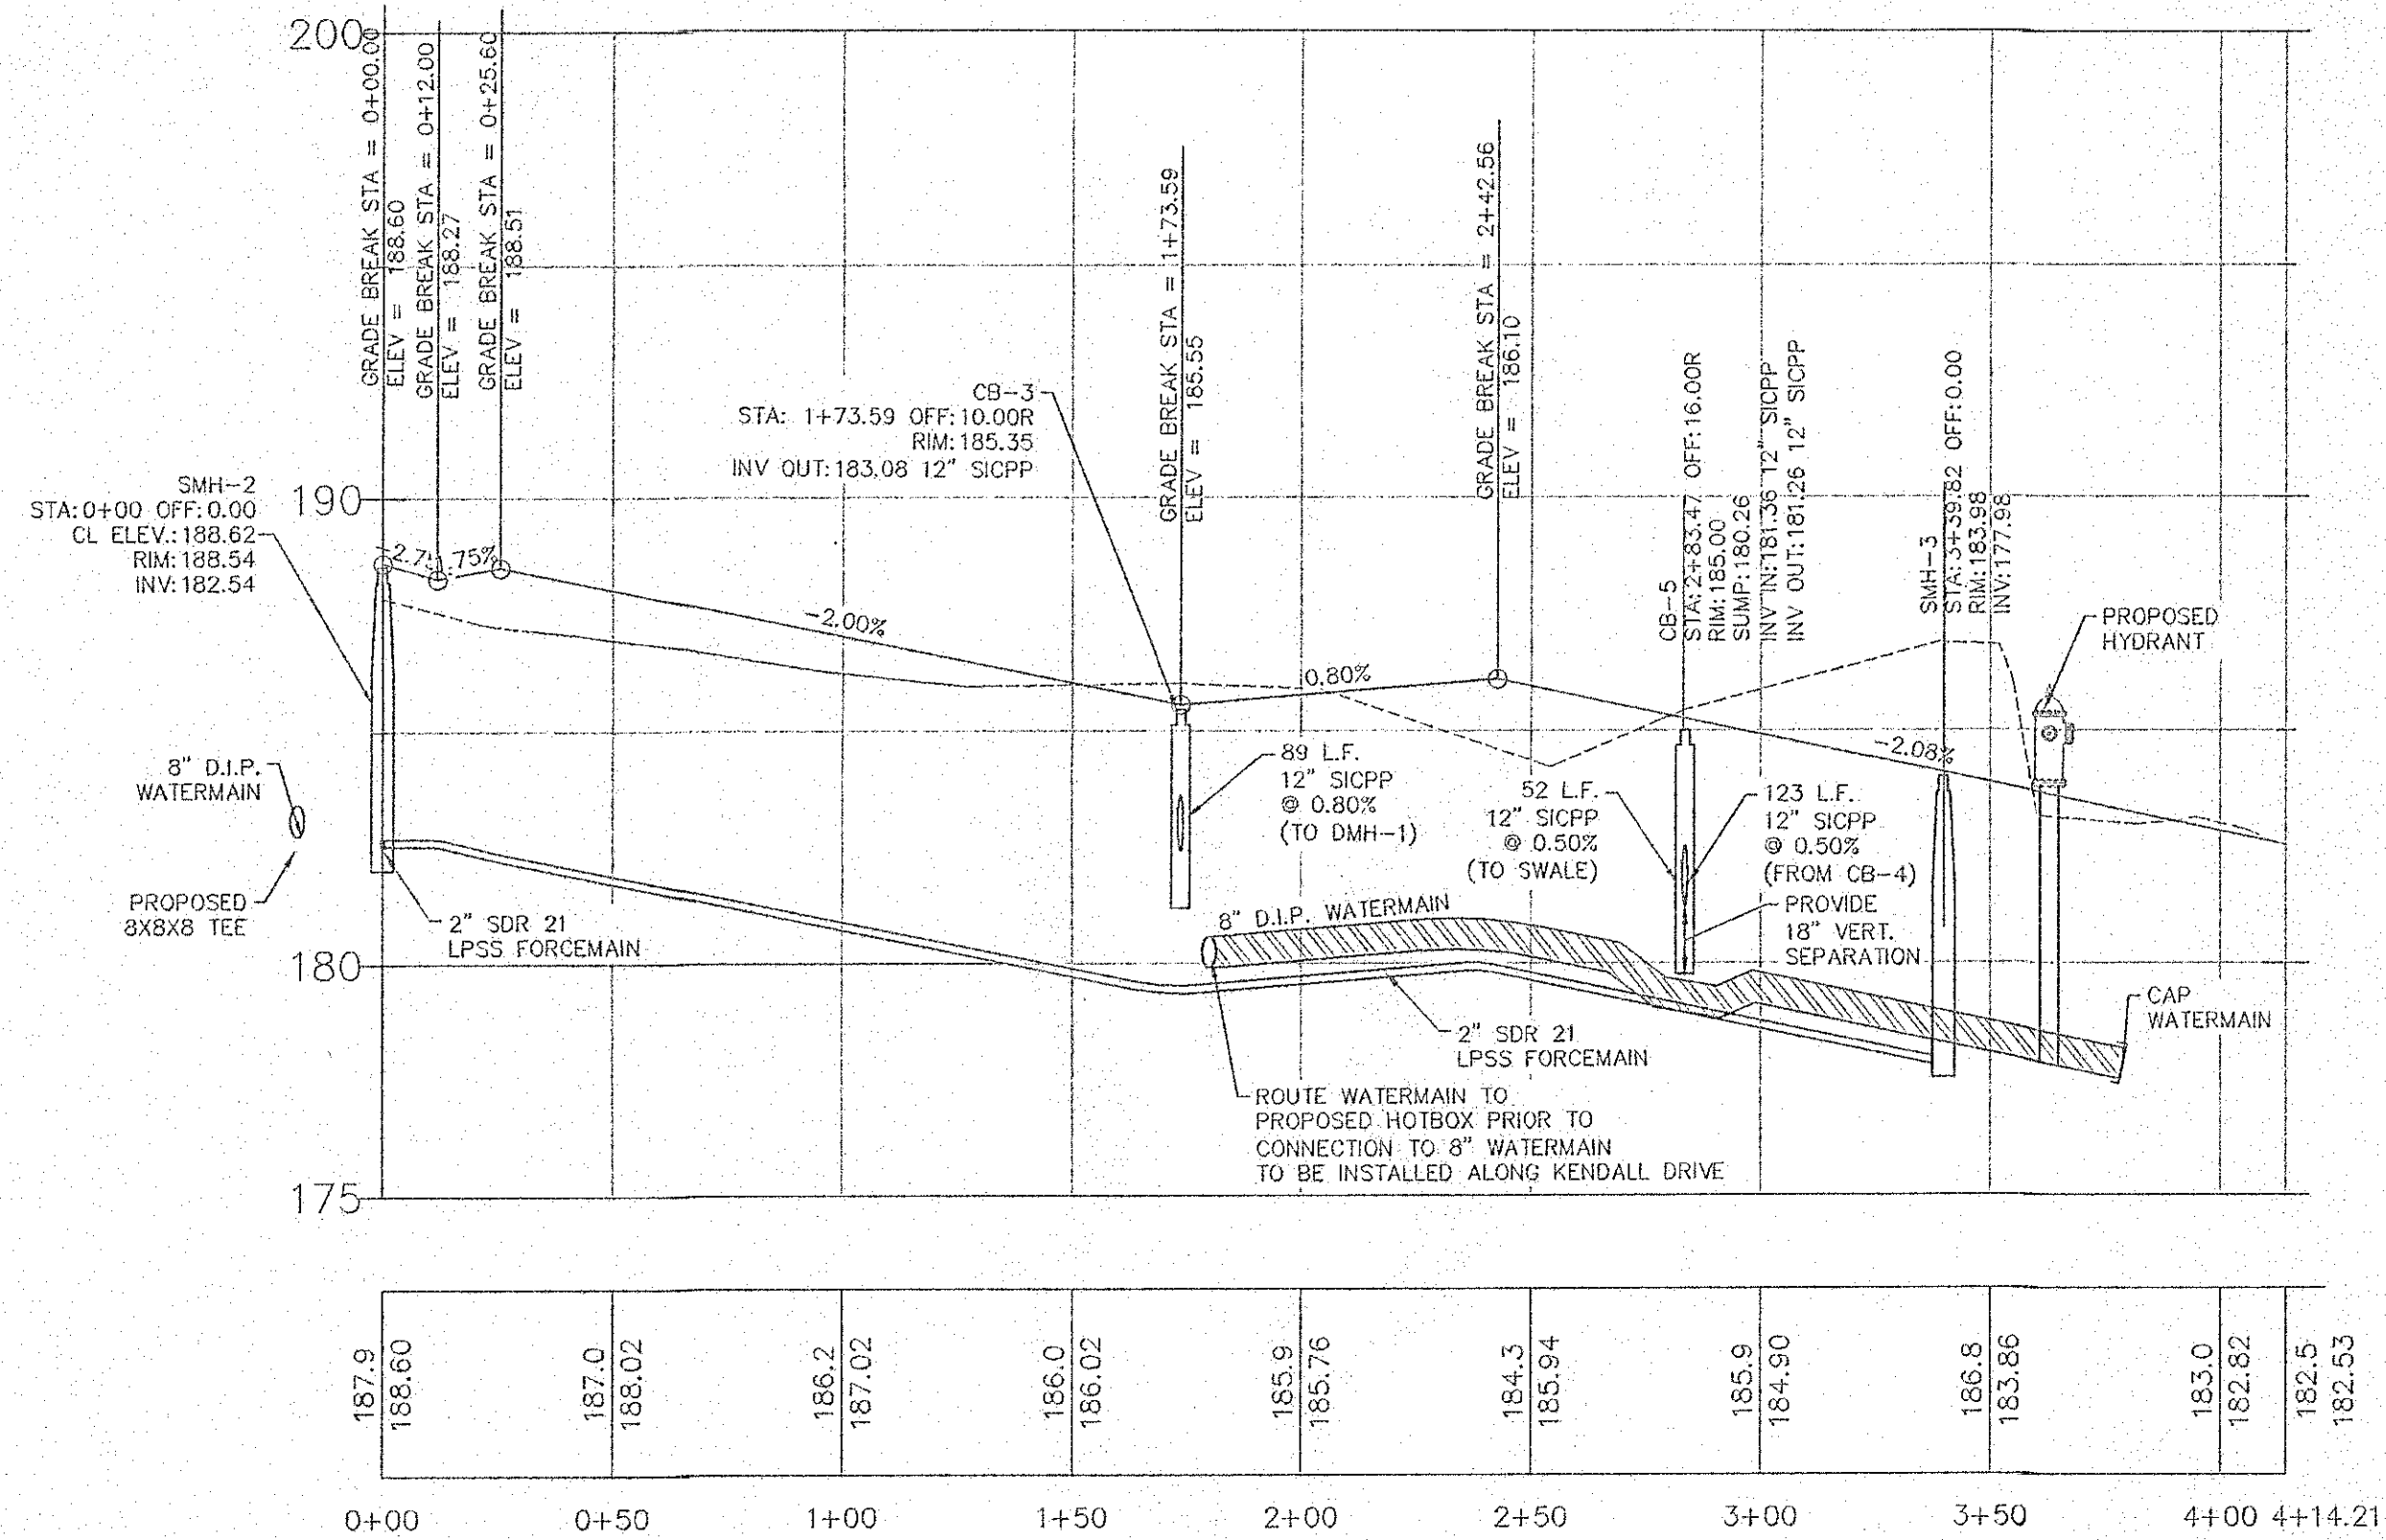 200
190
180
175
GRADE BREAK STA = 0+00.00
ELEV = 188.60
GRADE BREAK STA = 0+12.00
ELEV = 188.27
GRADE BREAK STA = 0+25.60
ELEV = 188.51
SMH-2
STA:0+00 OFF:0.00
CL ELEV.:188.62
RIM:188.54
INV:182.54
.75%
-2.00%
CB-3
STA: 1+73.59 OFF:10.00R
RIM:185.35
INV OUT:183.08 12" SICPP
GRADE BREAK STA = 1+73.59
ELEV = 185.55
0.80%
GRADE BREAK STA = 2+42.56
ELEV = 186.10
CB-5
STA:2+83.47 OFF:16.00R
RIM:185.00
SUMP:180.26
INV IN:181.36 12" SICPP
INV OUT:181.26 12" SICPP
SMH-3
STA:3+39.82 OFF:0.00
RIM:183.98
INV:177.98
PROPOSED
HYDRANT
-2.08%
8" D.I.P.
WATERMAIN
PROPOSED
8X8X8 TEE
2" SDR 21
LPSS FORCEMAIN
89 L.F.
12" SICPP
@ 0.80%
(TO DMH-1)
52 L.F.
12" SICPP
@ 0.50%
(TO SWALE)
123 L.F.
12" SICPP
@ 0.50%
(FROM CB-4)
PROVIDE
18" VERT.
SEPARATION
8" D.I.P. WATERMAIN
2" SDR 21
LPSS FORCEMAIN
CAP
WATERMAIN
ROUTE WATERMAIN TO
PROPOSED HOTBOX PRIOR TO
CONNECTION TO 8" WATERMAIN
TO BE INSTALLED ALONG KENDALL DRIVE
187.9
188.60
187.0
188.02
186.2
187.02
186.0
186.02
185.9
185.76
184.3
185.94
185.9
184.90
186.8
183.86
183.0
182.82
182.5
182.53
0+00
0+50
1+00
1+50
2+00
2+50
3+00
3+50
4+00
4+14.21